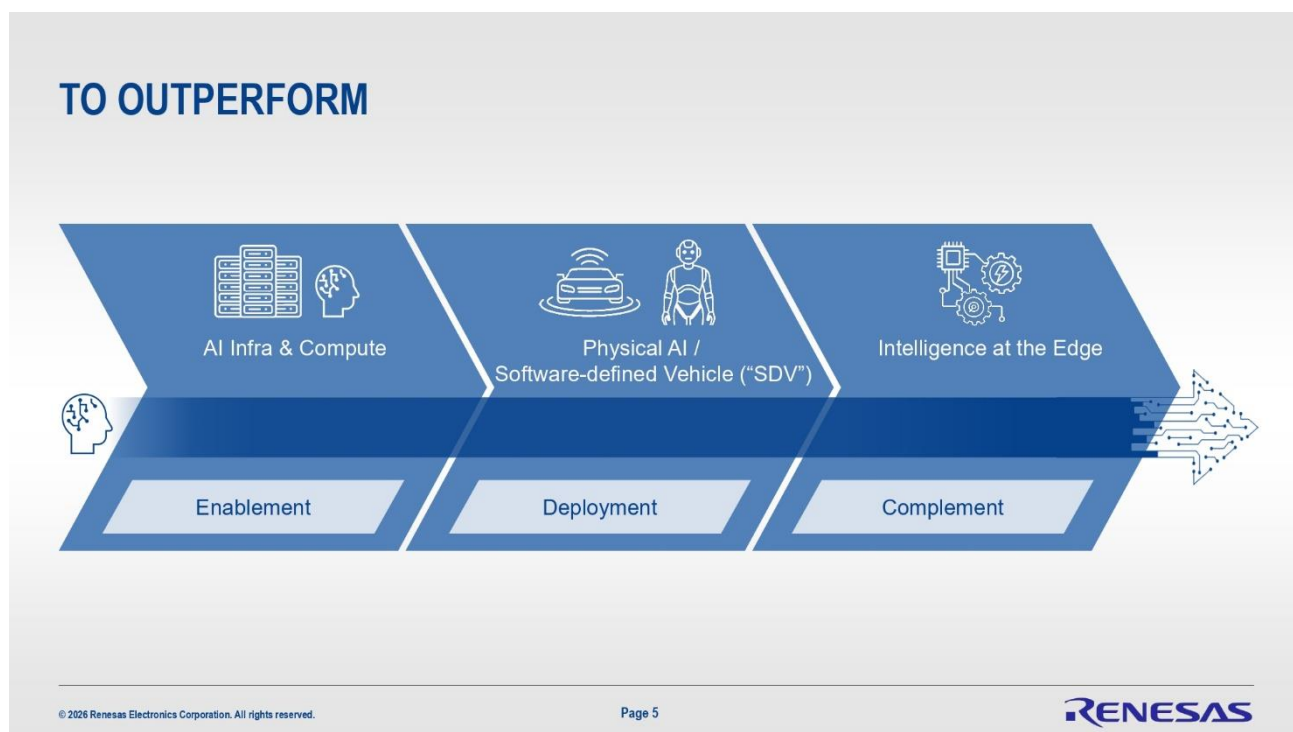 TO OUTPERFORM
AI Infra & Compute
Physical AI /
Software-defined Vehicle (“SDV”)
Intelligence at the Edge
Enablement
Deployment
Complement
© 2026 Renesas Electronics Corporation. All rights reserved.
Page 5
RENESAS